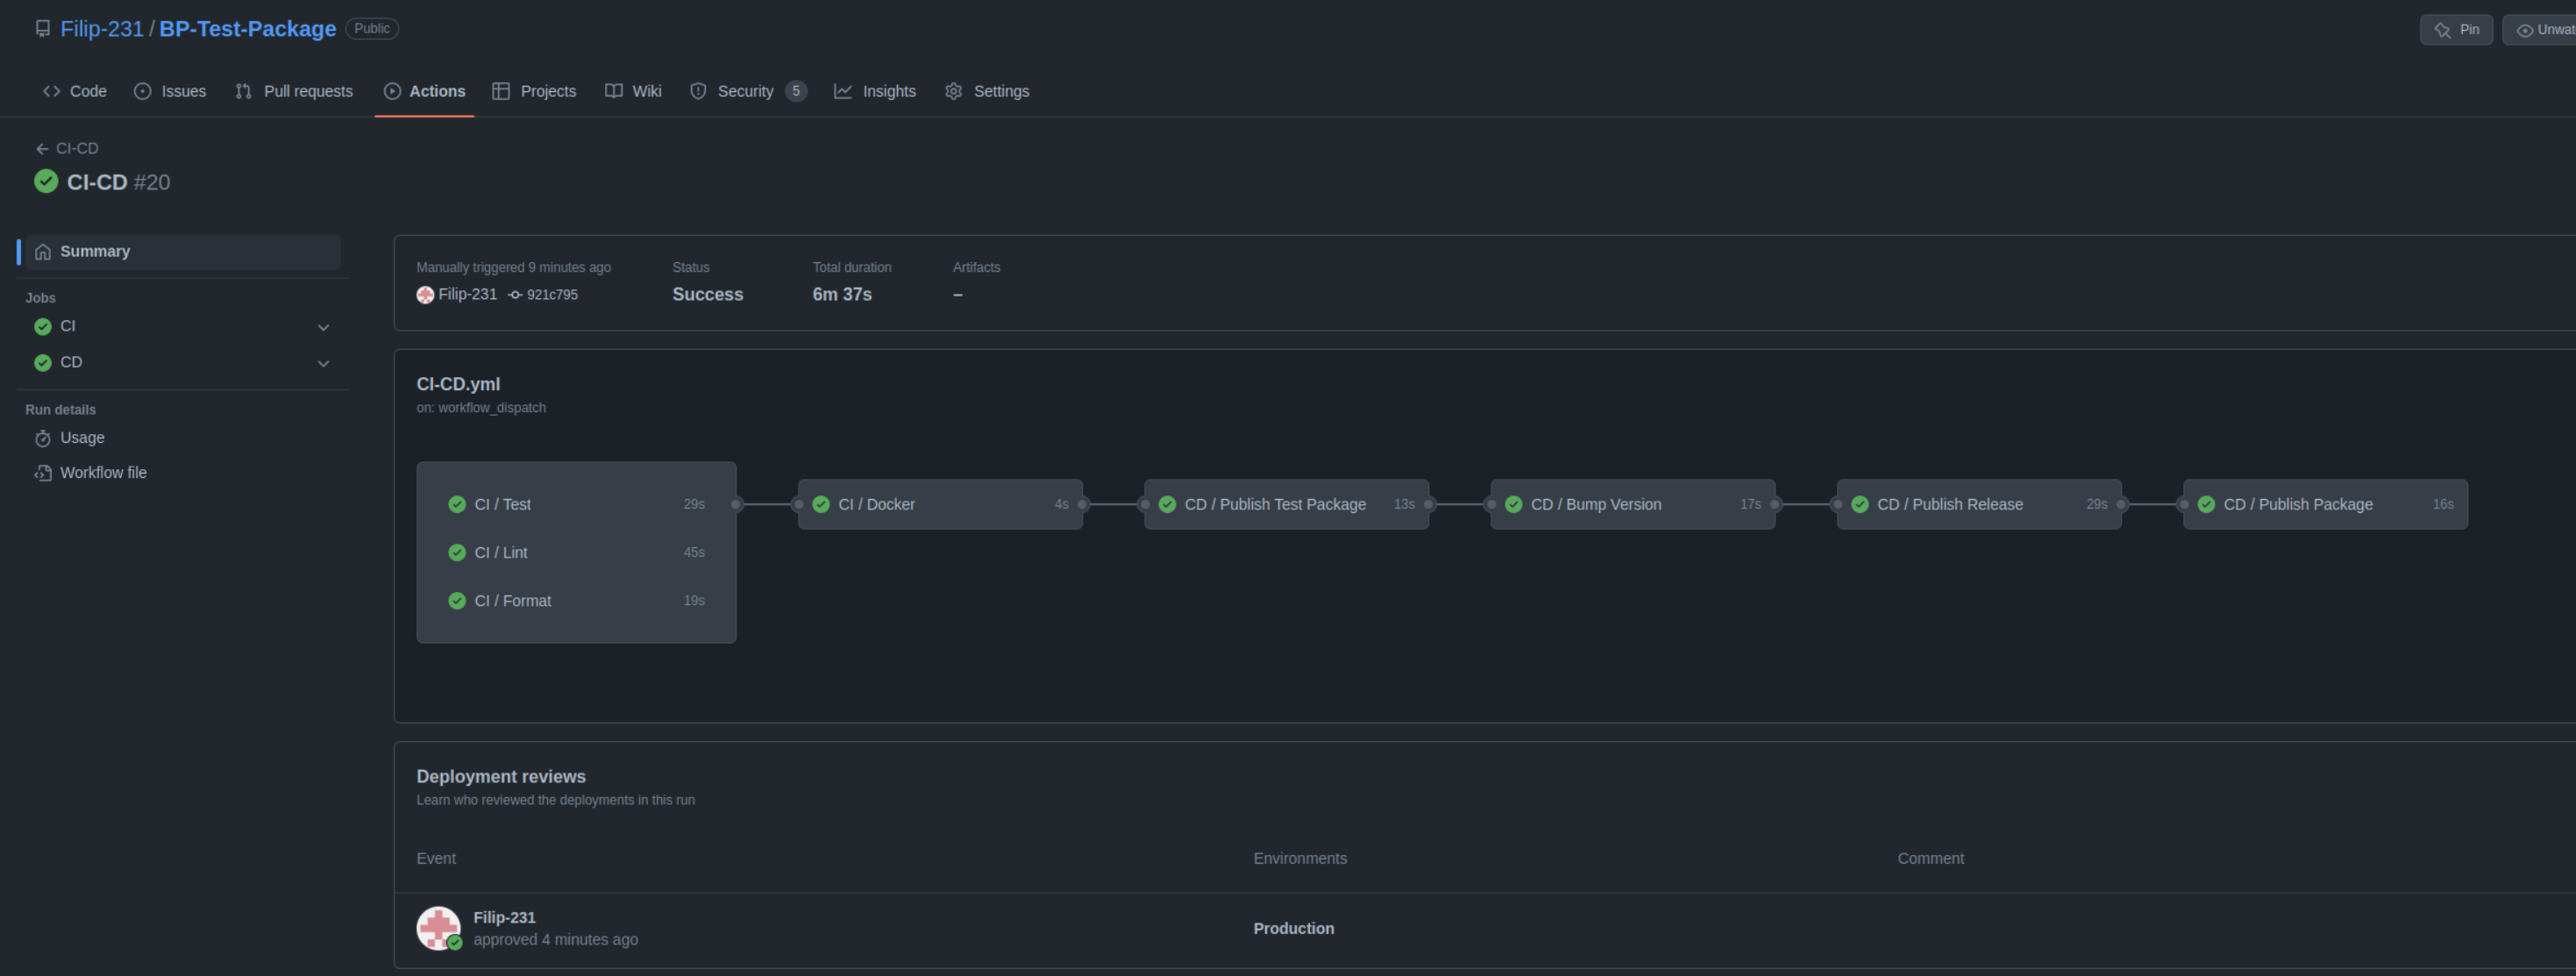 Filip-231 / BP-Test-Package Public
Pin
Unwat
Code Issues Pull requests Actions Projects Wiki Security 5 Insights Settings
CI-CD
CI-CD #20
Summary
Jobs
CI
CD
Run details
Usage
Workflow file
Manually triggered 9 minutes ago Status Total duration Artifacts
Filip-231 921c795 Success 6m 37s –
CI-CD.yml
on: workflow_dispatch
CI / Test 29s
CI / Lint 45s
CI / Format 19s
CI / Docker 4s
CD / Publish Test Package 13s
CD / Bump Version 17s
CD / Publish Release 29s
CD / Publish Package 16s
Deployment reviews
Learn who reviewed the deployments in this run
Event Environments Comment
Filip-231
approved 4 minutes ago
Production